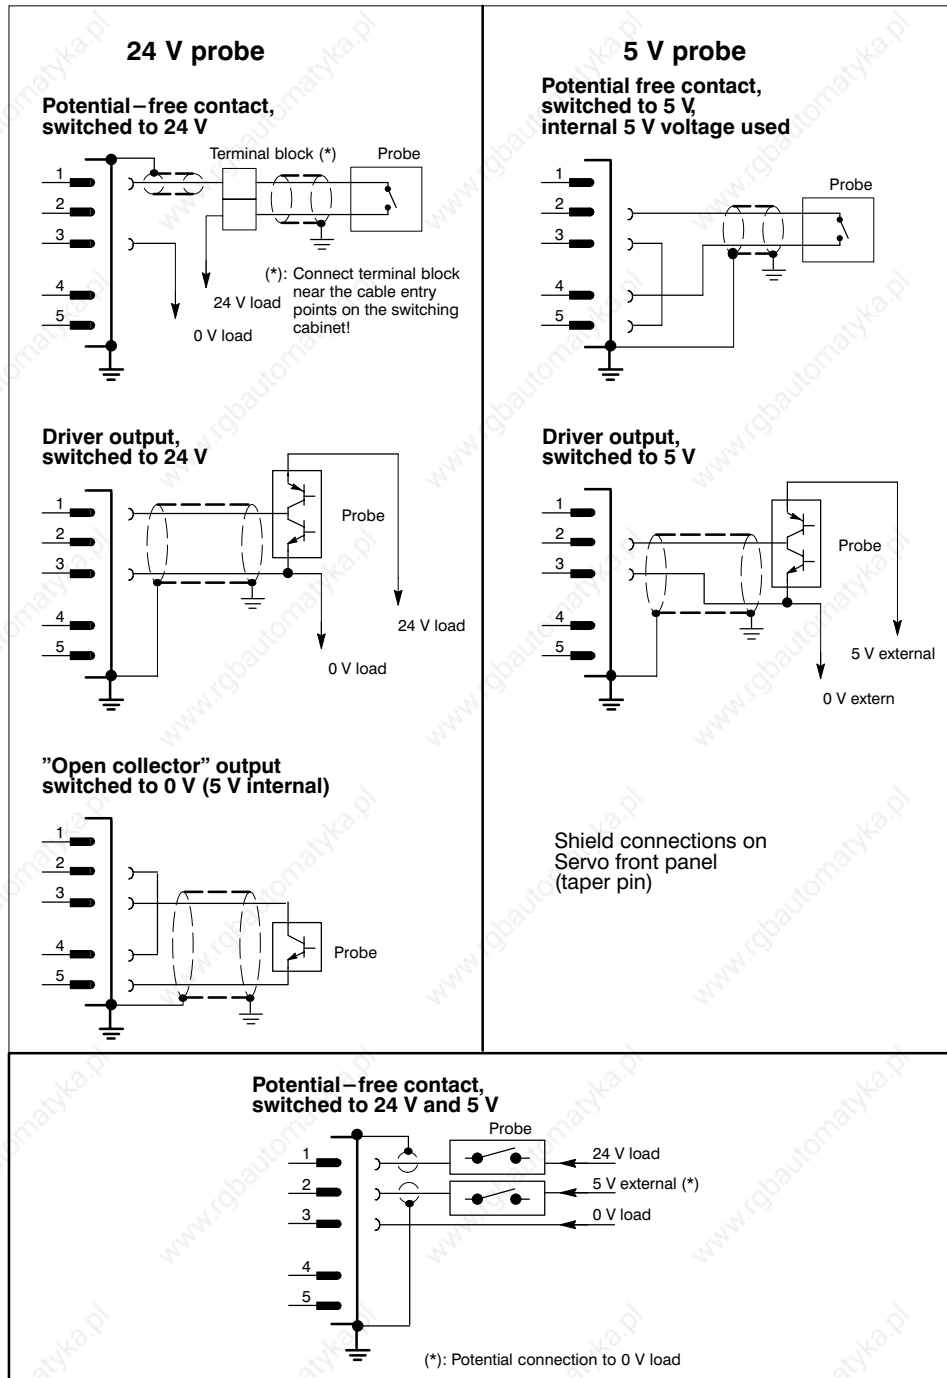 24 V probe
Potential–free contact,
switched to 24 V
Terminal block (*)
Probe
1
2
3
4
5
(*): Connect terminal block
near the cable entry
points on the switching
cabinet!
24 V load
0 V load
Driver output,
switched to 24 V
1
2
3
4
5
Probe
24 V load
0 V load
”Open collector” output
switched to 0 V (5 V internal)
1
2
3
4
5
Probe
5 V probe
Potential free contact,
switched to 5 V,
internal 5 V voltage used
Probe
1
2
3
4
5
Driver output,
switched to 5 V
1
2
3
4
5
Probe
5 V external
0 V extern
Shield connections on
Servo front panel
(taper pin)
Potential–free contact,
switched to 24 V and 5 V
Probe
1
2
3
4
5
24 V load
5 V external (*)
0 V load
(*): Potential connection to 0 V load
www.rgbautomatyka.pl